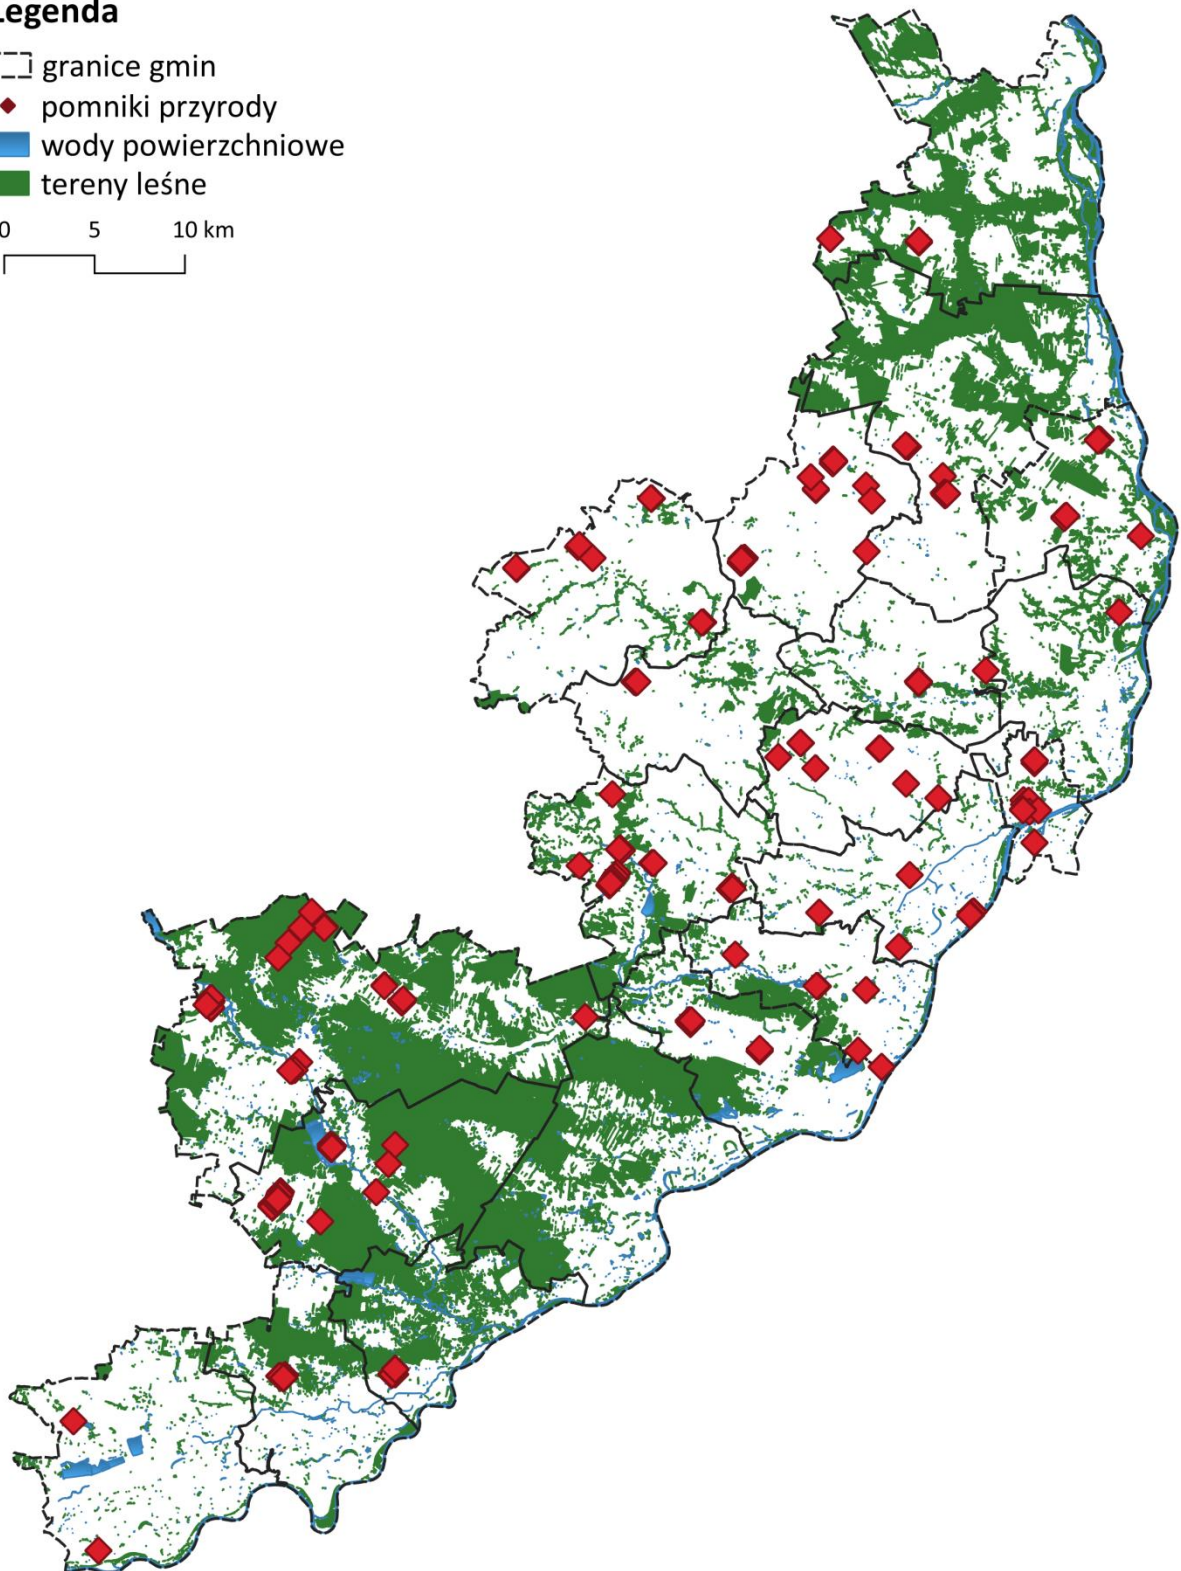 Legenda
granice gmin
pomniki przyrody
wody powierzchniowe
tereny leśne
0 5 10 km